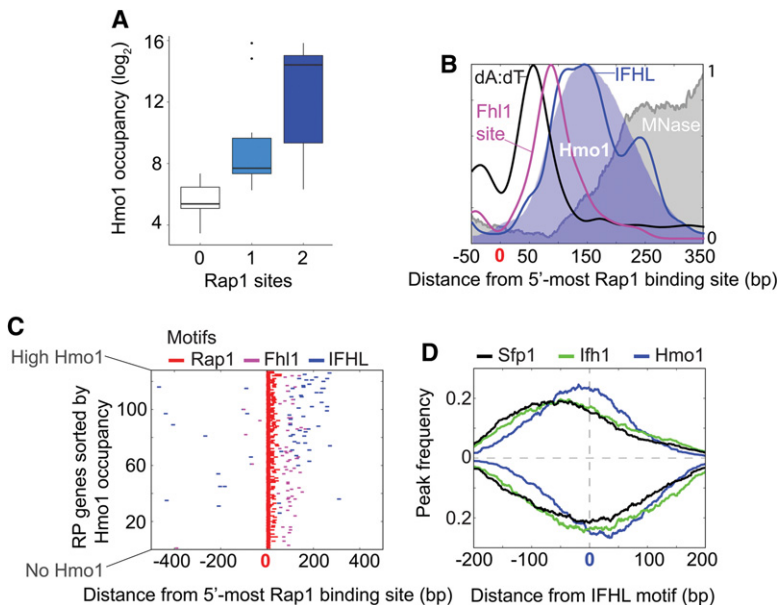 A
Hmo1 occupancy (log2)
16
12
8
4
0
1
2
Rap1 sites
B
dA:dT
Fhl1
site
IFHL
MNase
Hmo1
1
0
-50
0
50
150
250
350
Distance from 5'-most Rap1 binding site (bp)
C
Motifs
Rap1
Fhl1
IFHL
High Hmo1
No Hmo1
RP genes sorted by
Hmo1 occupancy
100
60
20
-400
-200
0
200
400
Distance from 5'-most Rap1 binding site (bp)
D
Sfp1
Ifh1
Hmo1
Peak frequency
0.2
0
0.2
-200
-100
0
100
200
Distance from IFHL motif (bp)